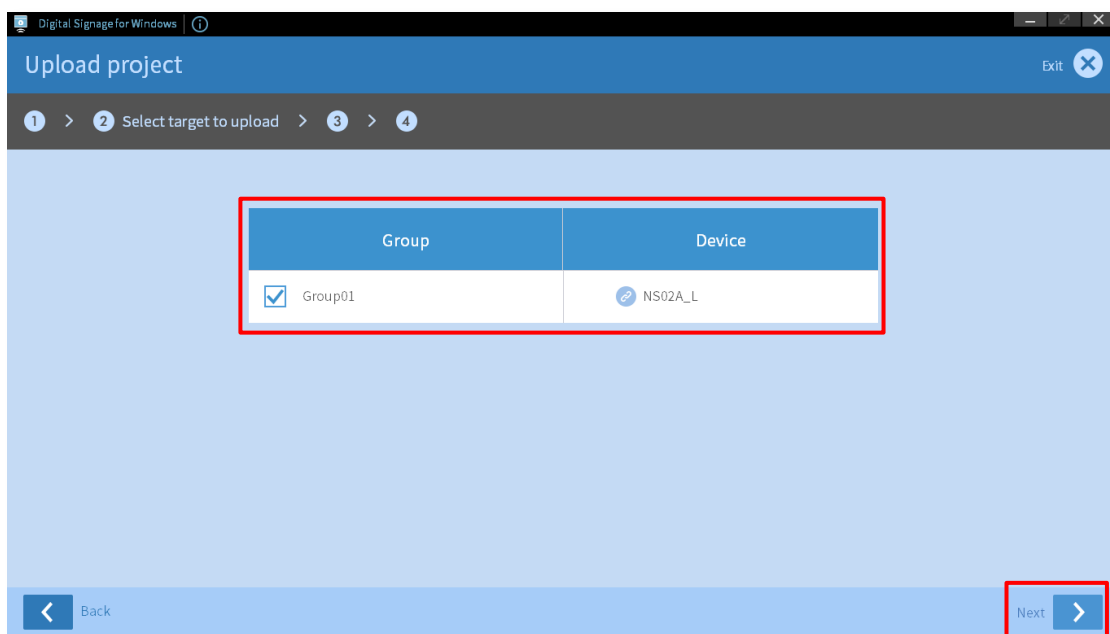 Digital Signage for Windows
Upload project
Exit
1 > 2 Select target to upload > 3 > 4
Group Device
Group01 NS02A_L
Back Next